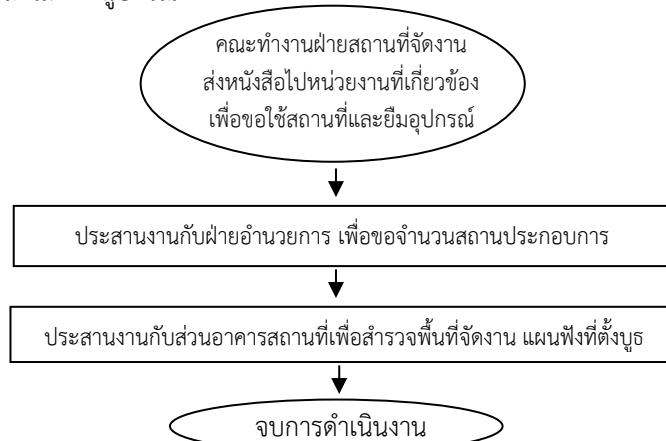 คณะทำงานฝ่ายสถานที่จัดงาน
ส่งหนังสือไปหน่วยงานที่เกี่ยวข้อง
เพื่อขอใช้สถานที่และยืมอุปกรณ์
ประสานงานกับฝ่ายอำนวยการ เพื่อขอจำนวนสถานประกอบการ
ประสานงานกับส่วนอาคารสถานที่เพื่อสำรวจพื้นที่จัดงาน แผนฟังที่ตั้งบูธ
จบการดำเนินงาน